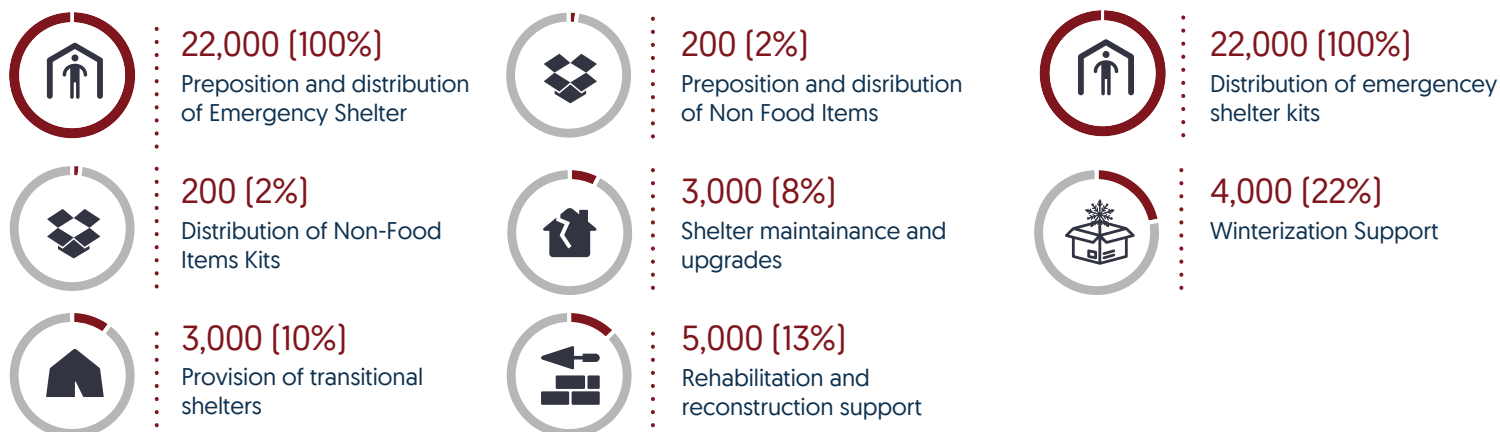 22,000 (100%)
Preposition and distribution
of Emergency Shelter
200 (2%)
Preposition and disribution
of Non Food Items
22,000 (100%)
Distribution of emergencey
shelter kits
200 (2%)
Distribution of Non-Food
Items Kits
3,000 (8%)
Shelter maintainance and
upgrades
4,000 (22%)
Winterization Support
3,000 (10%)
Provision of transitional
shelters
5,000 (13%)
Rehabilitation and
reconstruction support